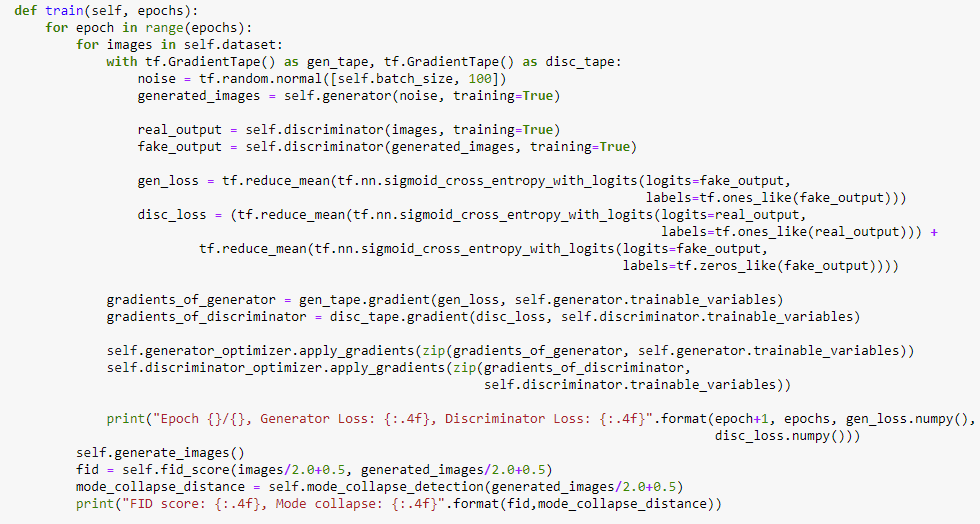 def train(self, epochs):
    for epoch in range(epochs):
        for images in self.dataset:
            with tf.GradientTape() as gen_tape, tf.GradientTape() as disc_tape:
                noise = tf.random.normal([self.batch_size, 100])
                generated_images = self.generator(noise, training=True)

                real_output = self.discriminator(images, training=True)
                fake_output = self.discriminator(generated_images, training=True)

                gen_loss = tf.reduce_mean(tf.nn.sigmoid_cross_entropy_with_logits(logits=fake_output,
                                                                                  labels=tf.ones_like(fake_output)))
                disc_loss = (tf.reduce_mean(tf.nn.sigmoid_cross_entropy_with_logits(logits=real_output,
                                                                                    labels=tf.ones_like(real_output))) +
                        tf.reduce_mean(tf.nn.sigmoid_cross_entropy_with_logits(logits=fake_output,
                                                                               labels=tf.zeros_like(fake_output))))

            gradients_of_generator = gen_tape.gradient(gen_loss, self.generator.trainable_variables)
            gradients_of_discriminator = disc_tape.gradient(disc_loss, self.discriminator.trainable_variables)

            self.generator_optimizer.apply_gradients(zip(gradients_of_generator, self.generator.trainable_variables))
            self.discriminator_optimizer.apply_gradients(zip(gradients_of_discriminator,
                                                             self.discriminator.trainable_variables))

            print("Epoch {}/{}, Generator Loss: {:.4f}, Discriminator Loss: {:.4f}".format(epoch+1, epochs, gen_loss.numpy(),
                                                                                           disc_loss.numpy()))
        self.generate_images()
        fid = self.fid_score(images/2.0+0.5, generated_images/2.0+0.5)
        mode_collapse_distance = self.mode_collapse_detection(generated_images/2.0+0.5)
        print("FID score: {:.4f}, Mode collapse: {:.4f}".format(fid,mode_collapse_distance))